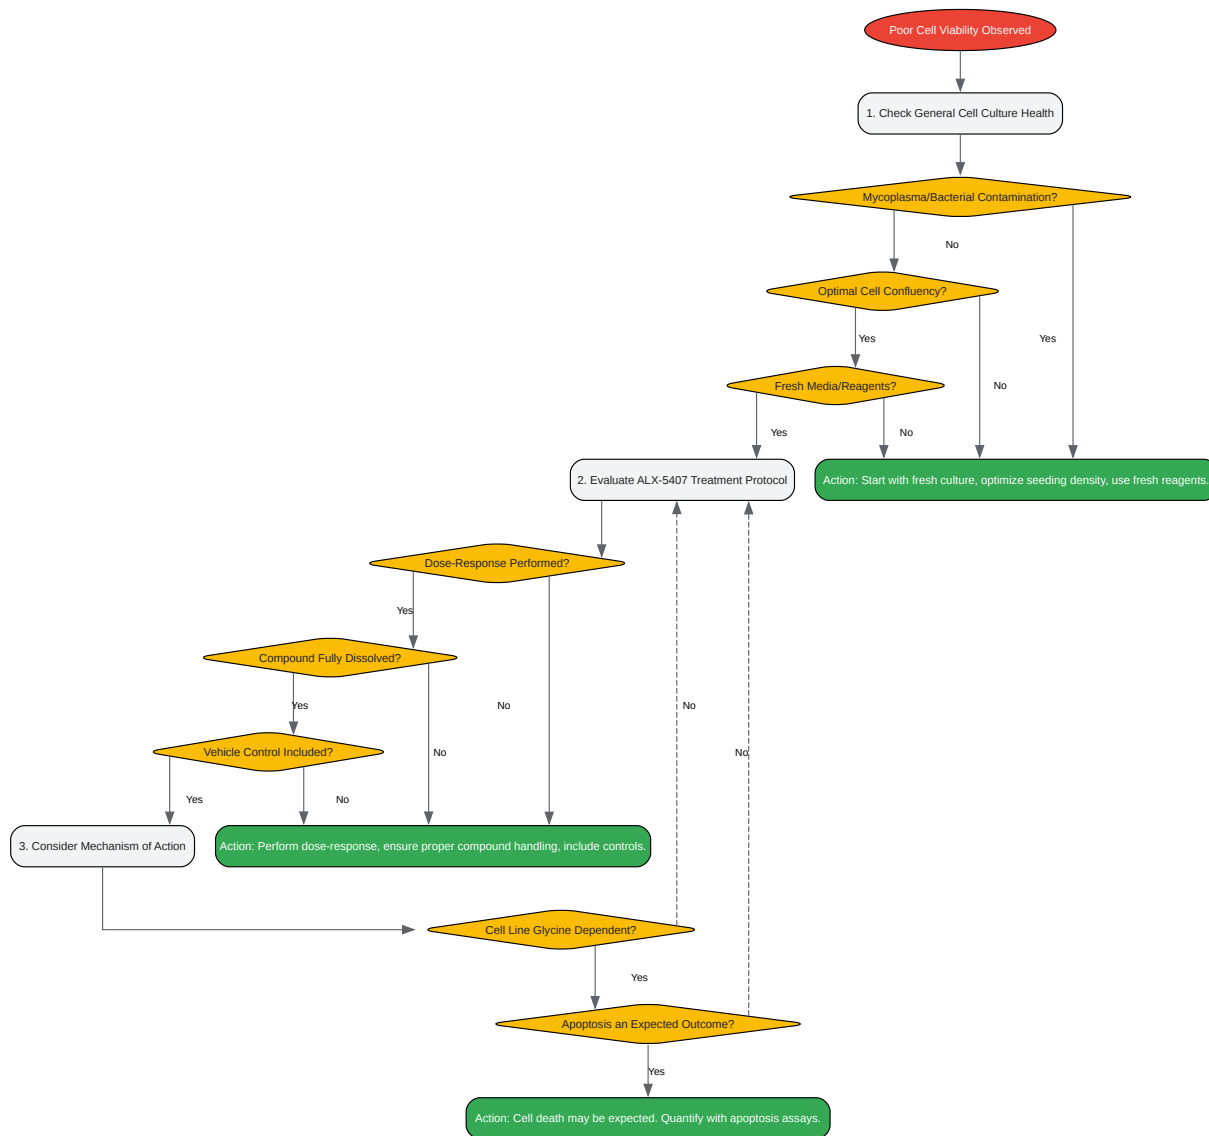 Poor Cell Viability Observed
1. Check General Cell Culture Health
Mycoplasma/Bacterial Contamination?
No
Optimal Cell Confluency?
Yes
Yes
Fresh Media/Reagents?
No
Yes
No
2. Evaluate ALX-5407 Treatment Protocol
Action: Start with fresh culture, optimize seeding density, use fresh reagents.
Dose-Response Performed?
Yes
Compound Fully Dissolved?
Yes
No
No
Vehicle Control Included?
No
No
Yes
No
3. Consider Mechanism of Action
Action: Perform dose-response, ensure proper compound handling, include controls.
Cell Line Glycine Dependent?
Yes
Apoptosis an Expected Outcome?
Yes
Action: Cell death may be expected. Quantify with apoptosis assays.